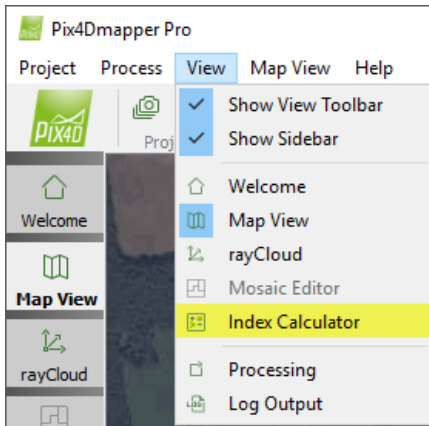 Pix4Dmapper Pro
Project Process View Map View Help
PIX4D
Proj
Show View Toolbar
Show Sidebar
Welcome
Map View
rayCloud
Mosaic Editor
Index Calculator
Processing
Log Output
Welcome
Map View
rayCloud